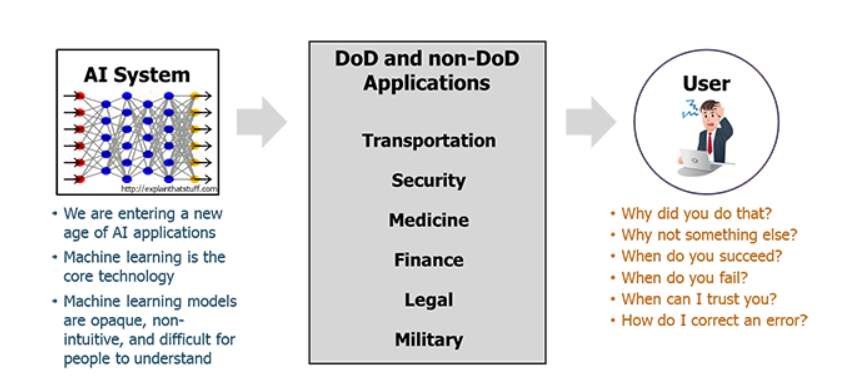 AI System
http://explainthatstuff.com
• We are entering a new
age of AI applications
• Machine learning is the
core technology
• Machine learning models
are opaque, non-
intuitive, and difficult for
people to understand
DoD and non-DoD
Applications
Transportation
Security
Medicine
Finance
Legal
Military
User
• Why did you do that?
• Why not something else?
• When do you succeed?
• When do you fail?
• When can I trust you?
• How do I correct an error?